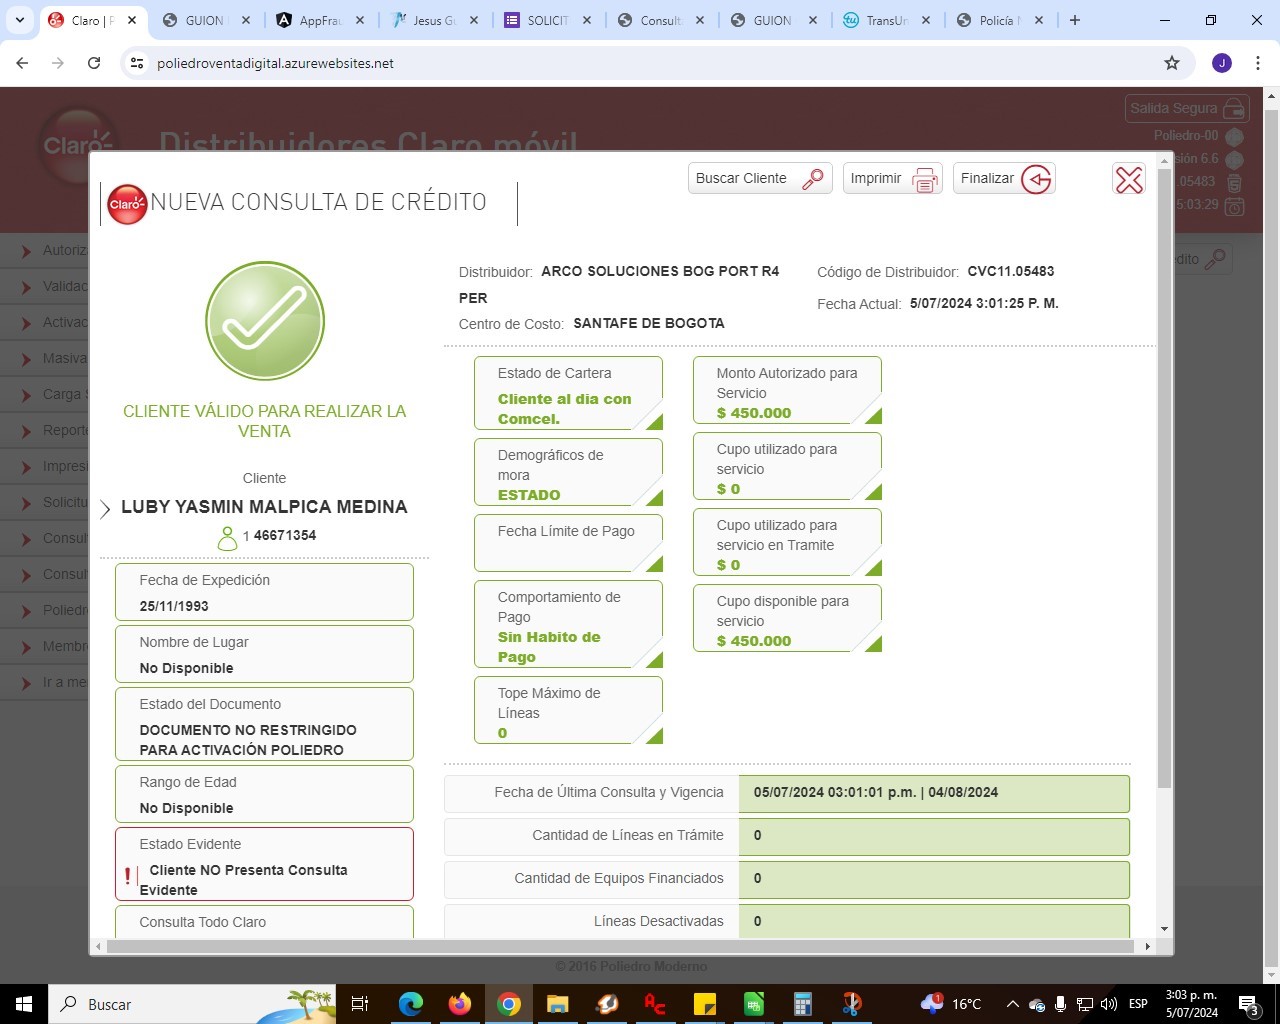 Claro | P
GUION
AppFrau
Jesus Gu
SOLICIT
Consult
GUION
TransUn
Policía N
poliedroventadigital.azurewebsites.net
J
Salida Segura
Claro
Distribuidores Claro móvil
Poliedro-00
sión 6.6
.05483
5:03:29
Autoriz
Validac
Activac
Masiva
Carga S
Reporte
Impresi
Solicitu
Consul
Consul
Poliedr
Membr
Ir a me
édito
Buscar Cliente
Imprimir
Finalizar
Claro
NUEVA CONSULTA DE CRÉDITO
CLIENTE VÁLIDO PARA REALIZAR LA
VENTA
Cliente
LUBY YASMIN MALPICA MEDINA
1 46671354
Fecha de Expedición
25/11/1993
Nombre de Lugar
No Disponible
Estado del Documento
DOCUMENTO NO RESTRINGIDO
PARA ACTIVACIÓN POLIEDRO
Rango de Edad
No Disponible
Estado Evidente
! Cliente NO Presenta Consulta
Evidente
Consulta Todo Claro
Distribuidor: ARCO SOLUCIONES BOG PORT R4
PER
Centro de Costo: SANTAFE DE BOGOTA
Código de Distribuidor: CVC11.05483
Fecha Actual: 5/07/2024 3:01:25 P. M.
Estado de Cartera
Cliente al dia con
Comcel.
Demográficos de
mora
ESTADO
Fecha Límite de Pago
Comportamiento de
Pago
Sin Habito de
Pago
Tope Máximo de
Líneas
0
Monto Autorizado para
Servicio
$ 450.000
Cupo utilizado para
servicio
$ 0
Cupo utilizado para
servicio en Tramite
$ 0
Cupo disponible para
servicio
$ 450.000
Fecha de Última Consulta y Vigencia 05/07/2024 03:01:01 p.m. | 04/08/2024
Cantidad de Líneas en Trámite 0
Cantidad de Equipos Financiados 0
Líneas Desactivadas 0
© 2016 Poliedro Moderno
Buscar
1
16°C
ESP
3:03 p. m.
5/07/2024
3